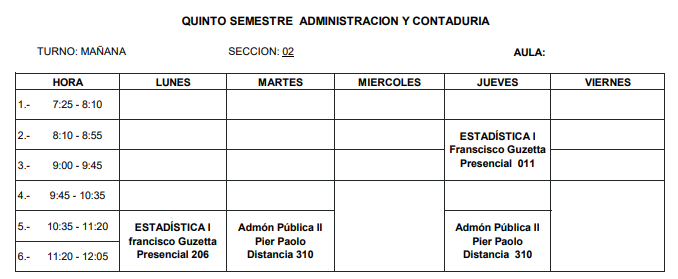 QUINTO SEMESTRE ADMINISTRACION Y CONTADURIA
TURNO: MAÑANA SECCION: 02 AULA:
HORA LUNES MARTES MIERCOLES JUEVES VIERNES
1.- 7:25 - 8:10
2.- 8:10 - 8:55
ESTADÍSTICA I
Franscisco Guzetta
Presencial 011
3.- 9:00 - 9:45
4.- 9:45 - 10:35
5.- 10:35 - 11:20
6.- 11:20 - 12:05
ESTADÍSTICA I
francisco Guzetta
Presencial 206
Admón Pública II
Pier Paolo
Distancia 310
Admón Pública II
Pier Paolo
Distancia 310